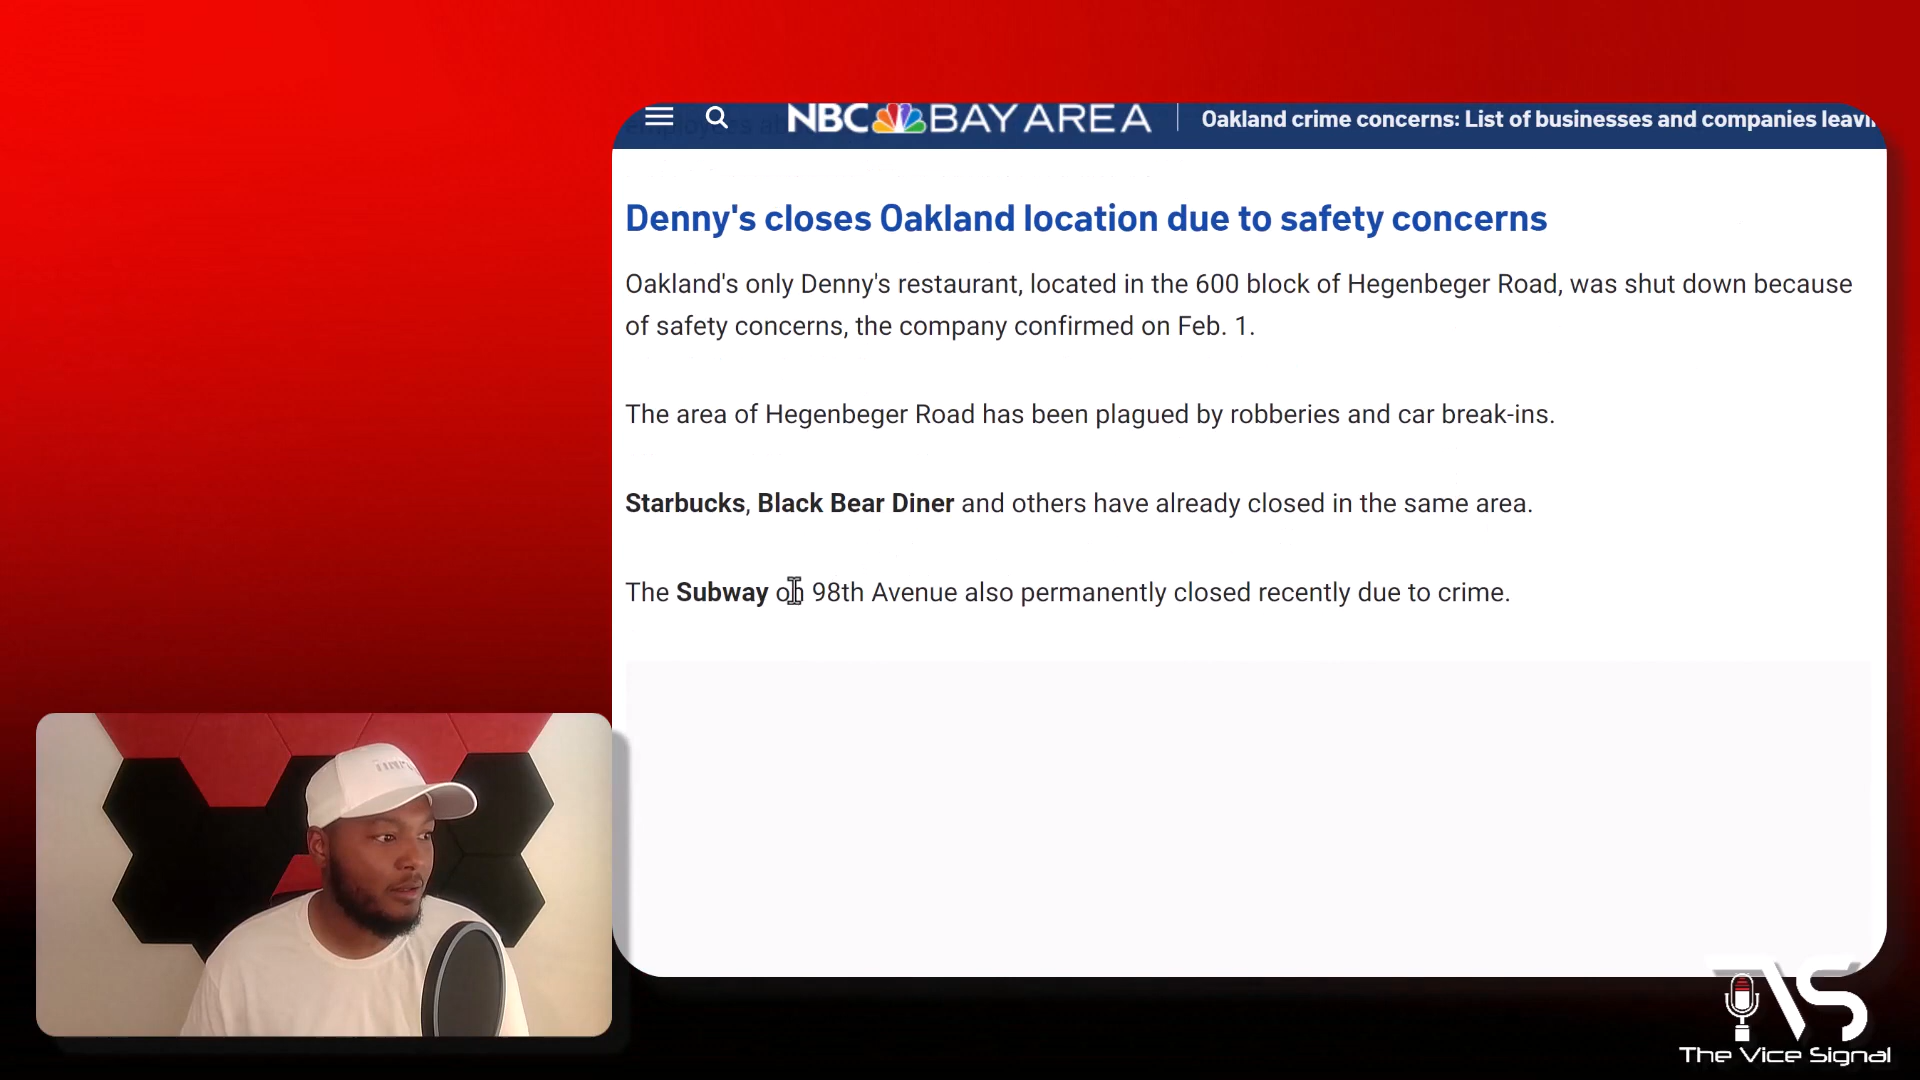 NBC BAY AREA
Oakland crime concerns: List of businesses and companies
Denny's closes Oakland location due to safety concerns
Oakland's only Denny's restaurant, located in the 600 block of Hegenbeger Road, was shut down because
of safety concerns, the company confirmed on Feb. 1.
The area of Hegenbeger Road has been plagued by robberies and car break-ins.
Starbucks, Black Bear Diner and others have already closed in the same area.
The Subway on 98th Avenue also permanently closed recently due to crime.
TVS
The Vice Signal